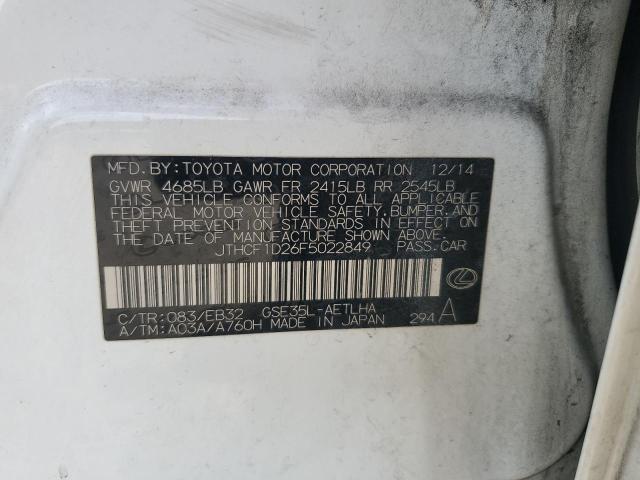 MFD.BY:TOYOTA MOTOR CORPORATION 12/14
GVWR 4685LB GAWR FR 2415LB RR 2545LB
THIS VEHICLE CONFORMS TO ALL APPLICABLE
FEDERAL MOTOR VEHICLE SAFETY,BUMPER,AND
THEFT PREVENTION STANDARDS IN EFFECT ON
THE DATE OF MANUFACTURE SHOWN ABOVE.
JTHCF1D26F5022849 PASS.CAR
C/TR:083/EB32 GSE35L-AETLHA
A/TM:A03A/A760H MADE IN JAPAN 294 A